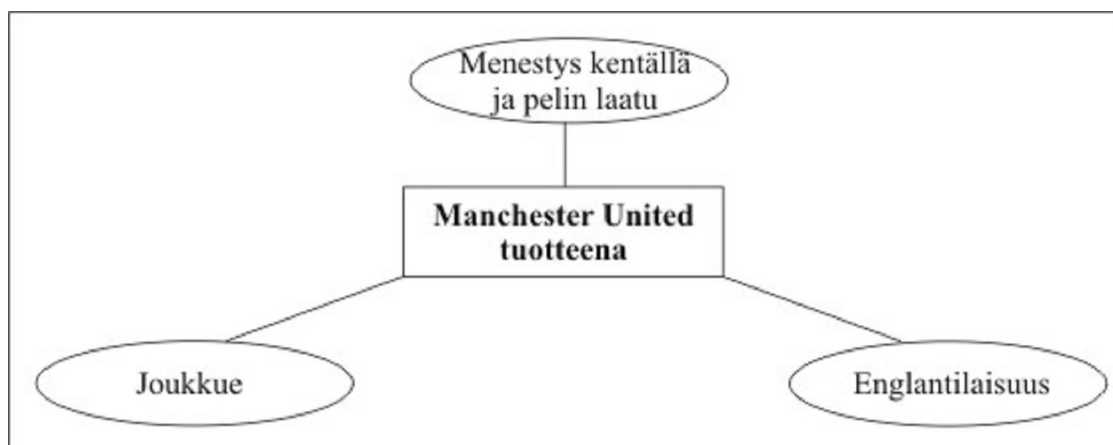 Menestys kentällä
ja pelin laatu
Manchester United
tuotteena
Joukkue
Englantilaisuus